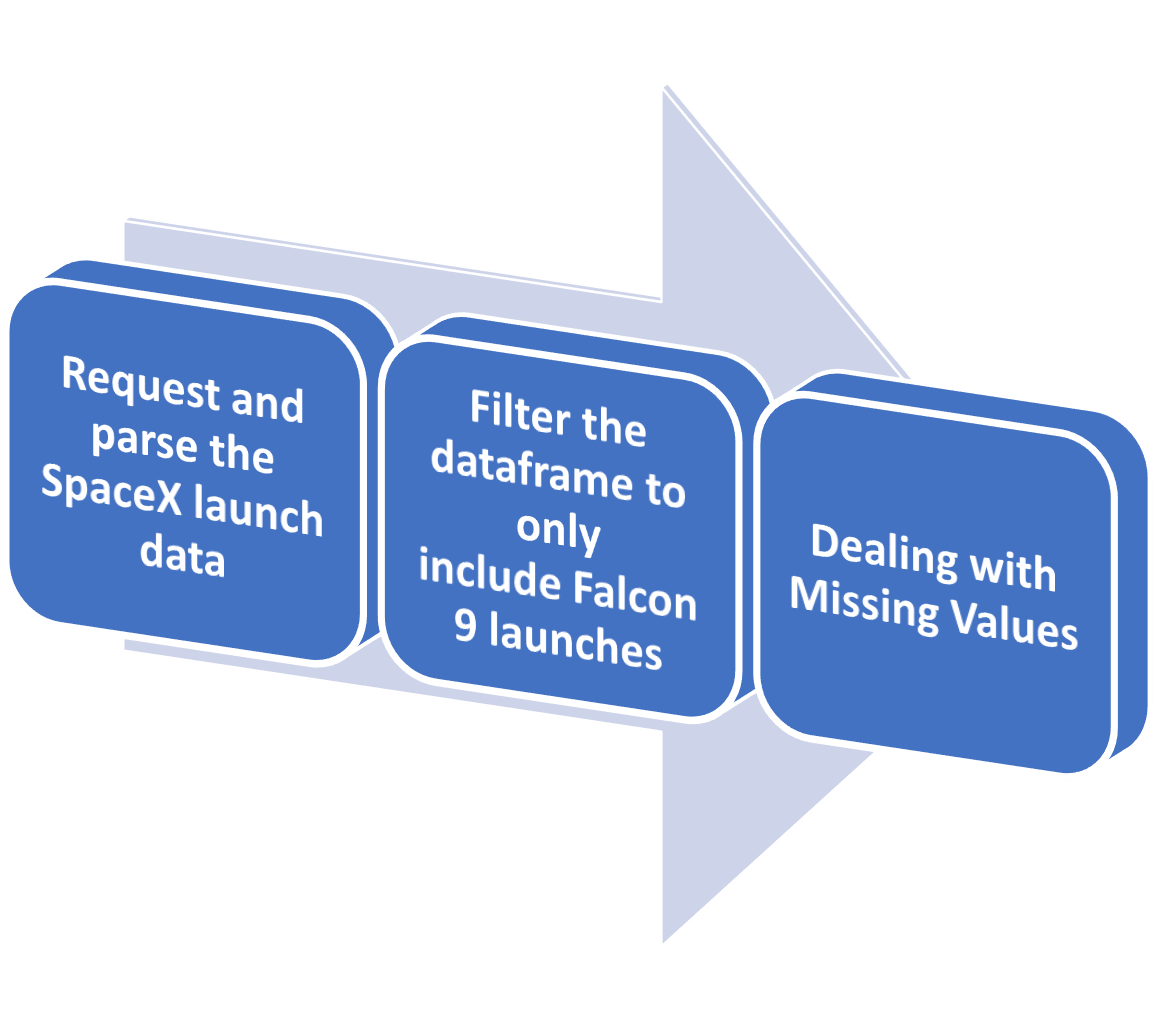 Request and
parse the
SpaceX launch
data
Filter the
dataframe to
only
include Falcon
9 launches
Dealing with
Missing Values